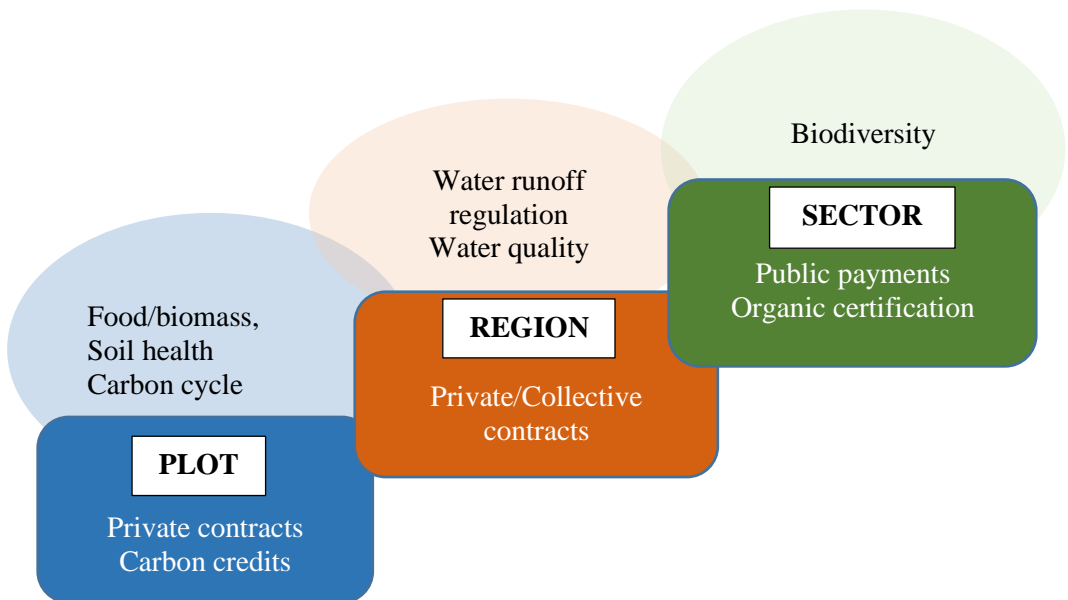 Food/biomass,
Soil health
Carbon cycle
PLOT
Private contracts
Carbon credits
Water runoff
regulation
Water quality
REGION
Private/Collective
contracts
Biodiversity
SECTOR
Public payments
Organic certification